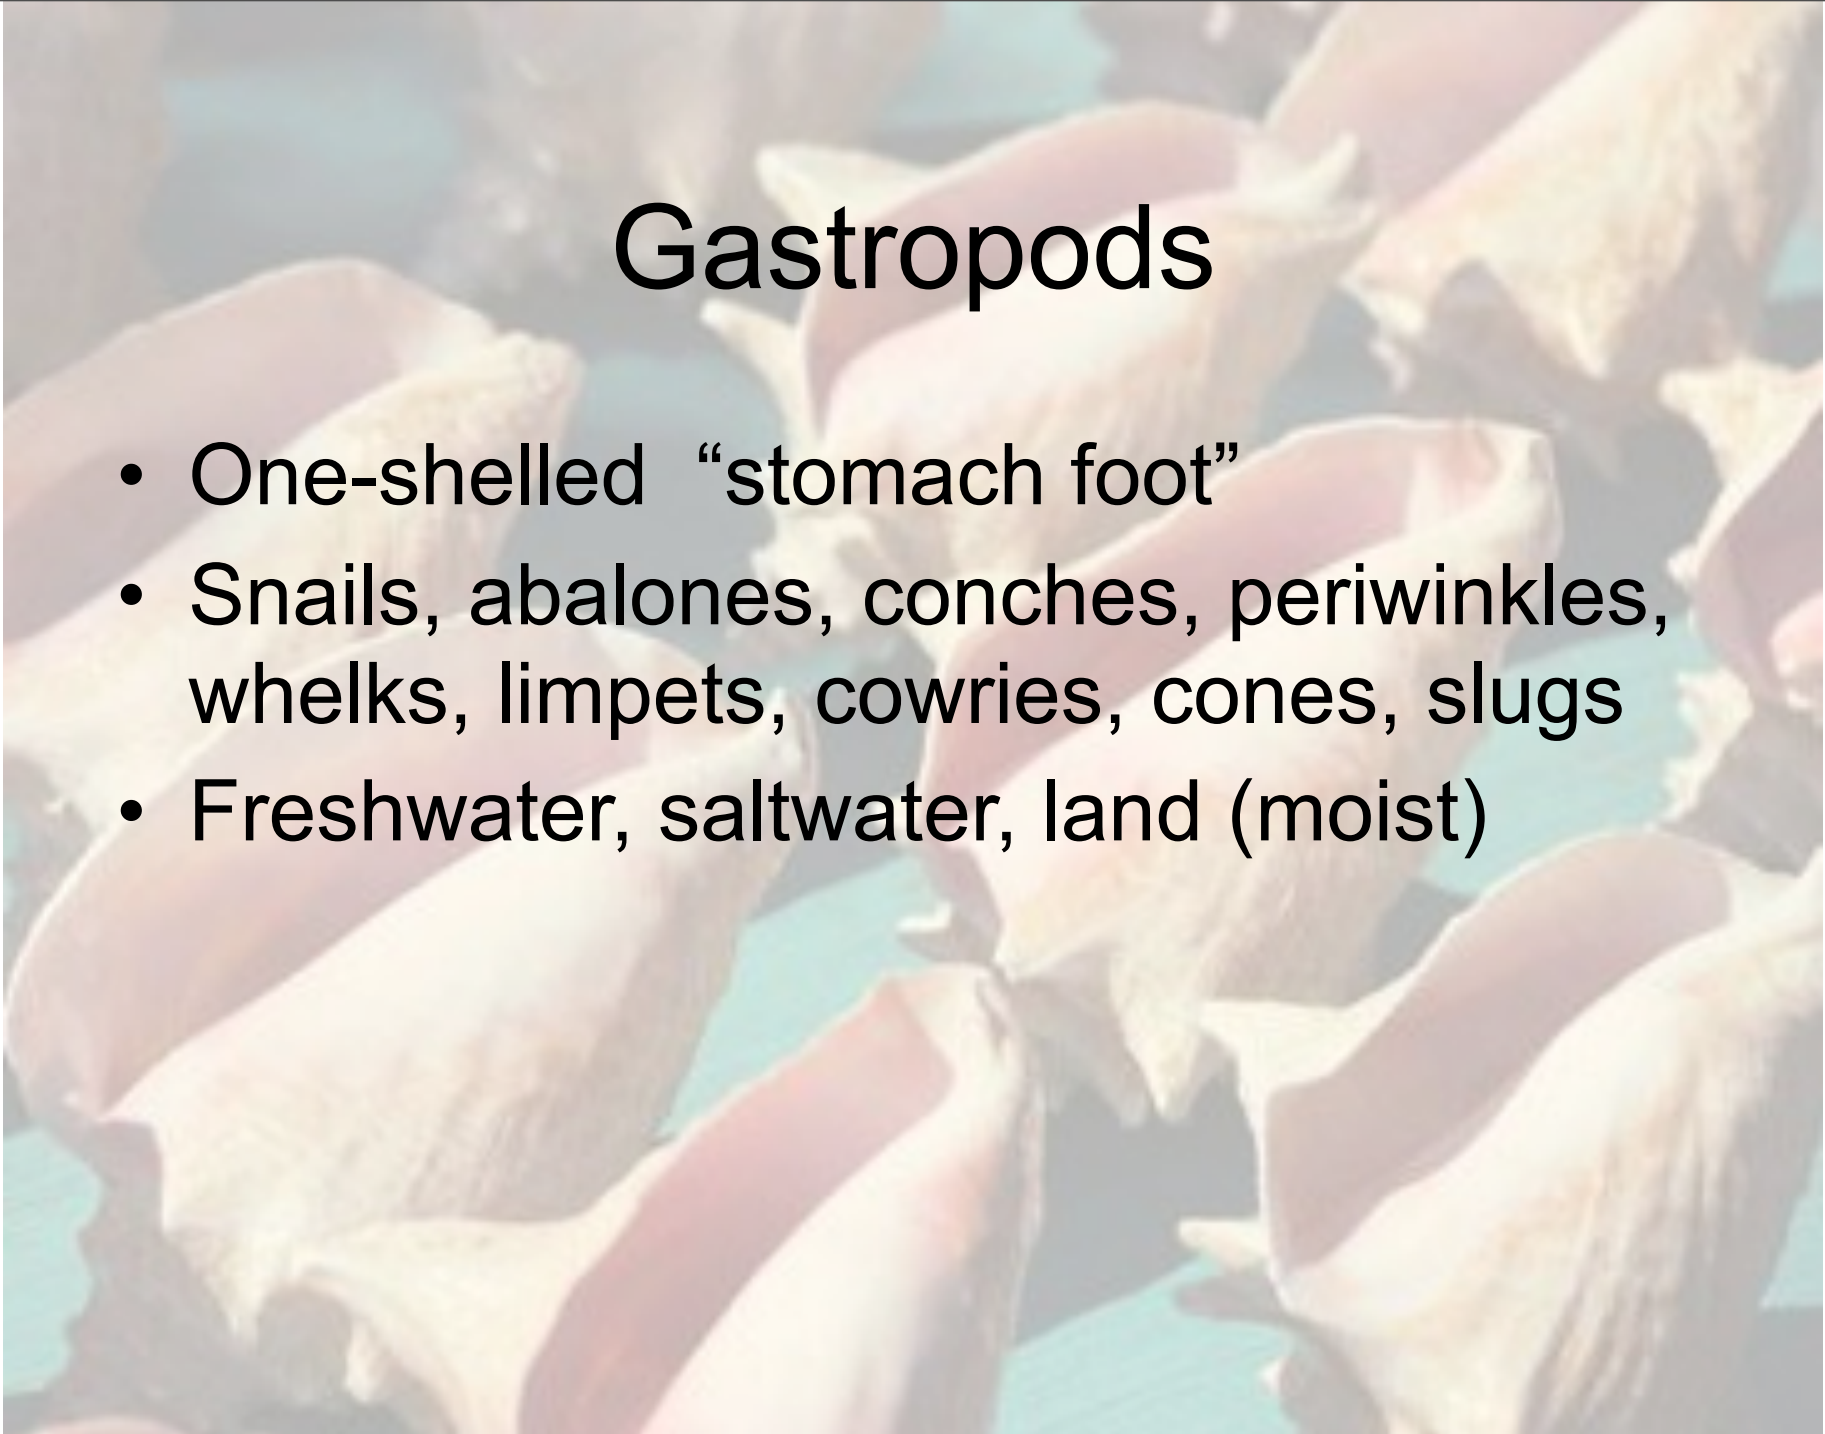 Gastropods
• One-shelled  “stomach foot”
• Snails, abalones, conches, periwinkles,
whelks, limpets, cowries, cones, slugs
• Freshwater, saltwater, land (moist)